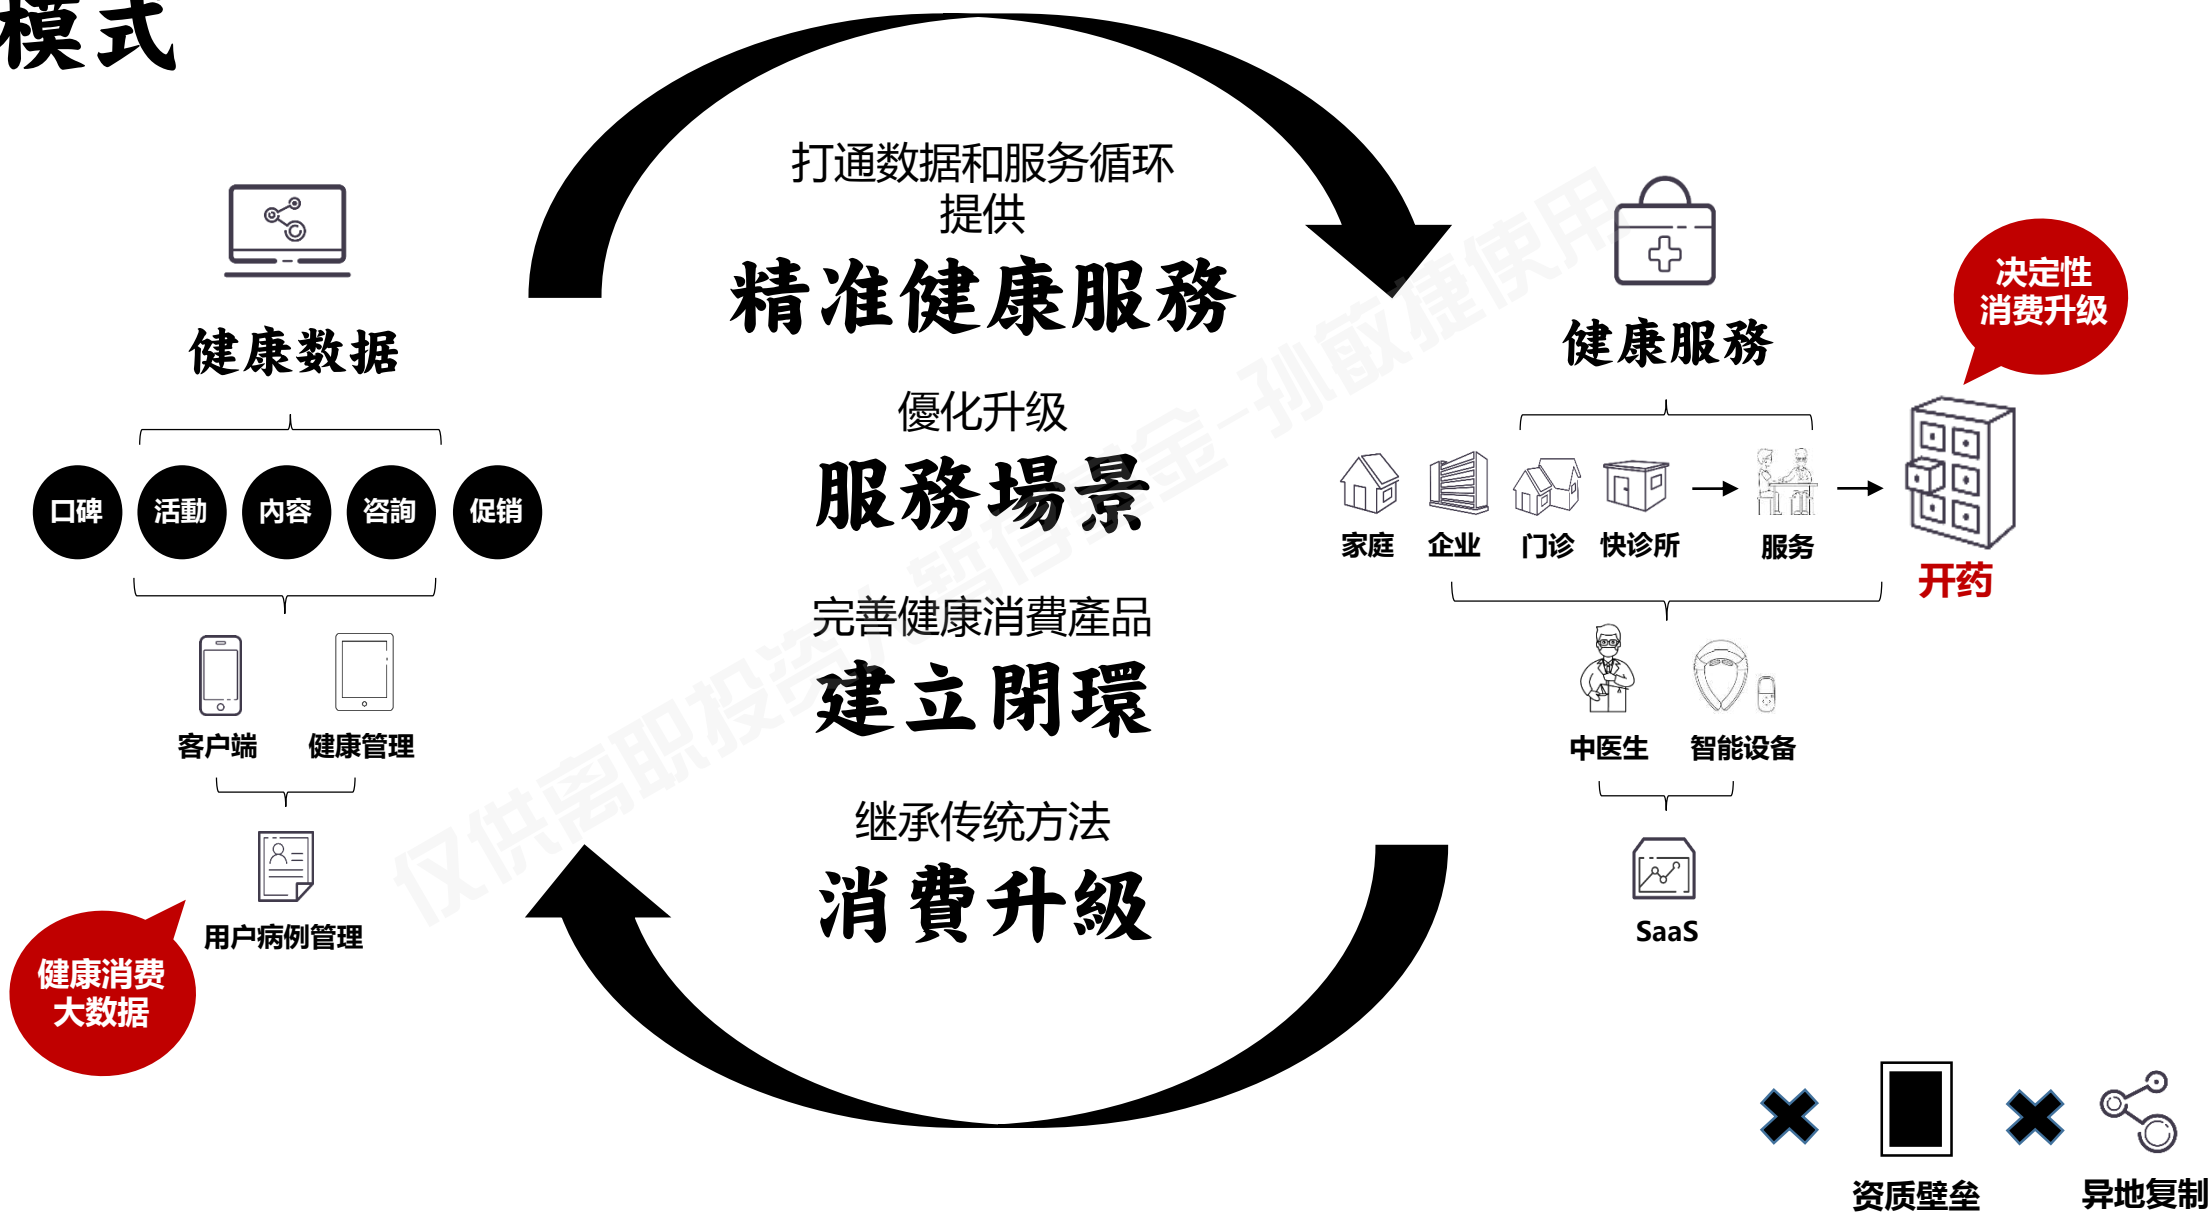 模式
打通数据和服务循环
提供
精准健康服務
優化升级
服務場景
完善健康消費產品
建立閉環
继承传统方法
消費升級
健康数据
口碑
活動
内容
咨詢
促销
客户端
健康管理
用户病例管理
健康消费
大数据
健康服務
决定性
消费升级
家庭
企业
门诊
快诊所
服务
开药
中医生
智能设备
SaaS
资质壁垒
异地复制